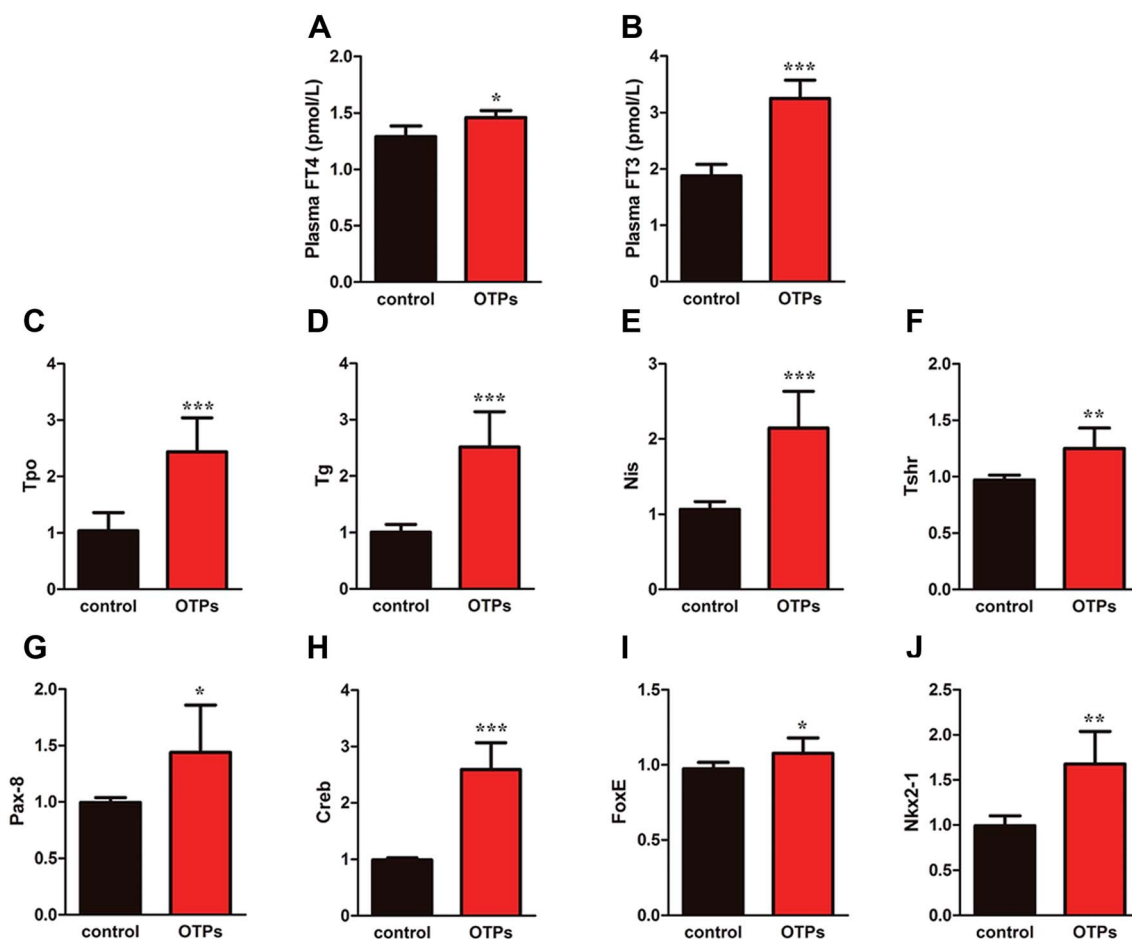 A
B
Plasma FT4 (pmol/L)
2.0
1.5
1.0
0.5
0.0
*
control
OTPs
Plasma FT3 (pmol/L)
4
3
2
1
0
***
control
OTPs
C
D
E
F
Tpo
4
3
2
1
0
***
control
OTPs
Tg
4
3
2
1
0
***
control
OTPs
Nis
3
2
1
0
***
control
OTPs
Tshr
2.0
1.5
1.0
0.5
0.0
**
control
OTPs
G
H
I
J
Pax-8
2.0
1.5
1.0
0.5
0.0
*
control
OTPs
Creb
4
3
2
1
0
***
control
OTPs
FoxE
1.5
1.0
0.5
0.0
*
control
OTPs
Nkx2-1
2.5
2.0
1.5
1.0
0.5
0.0
**
control
OTPs